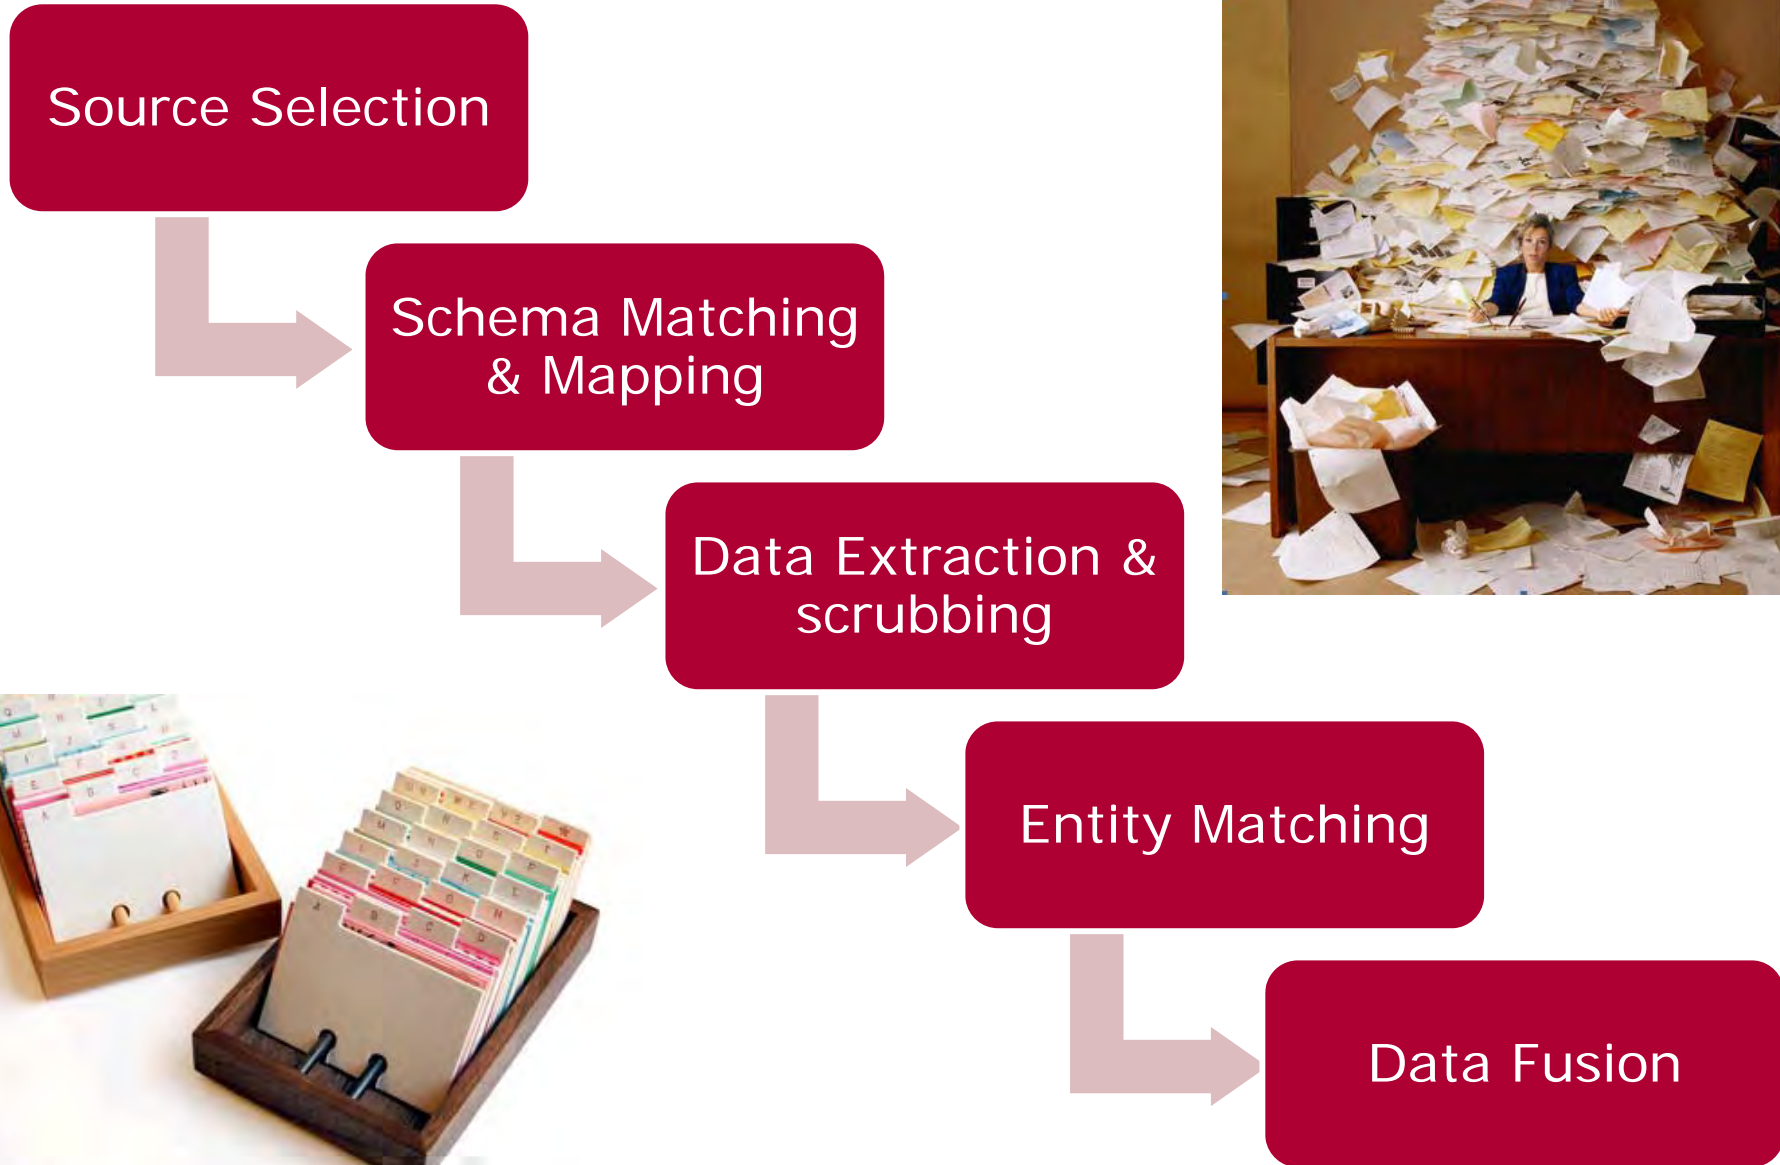 Source Selection
Schema Matching
& Mapping
Data Extraction &
scrubbing
Entity Matching
Data Fusion